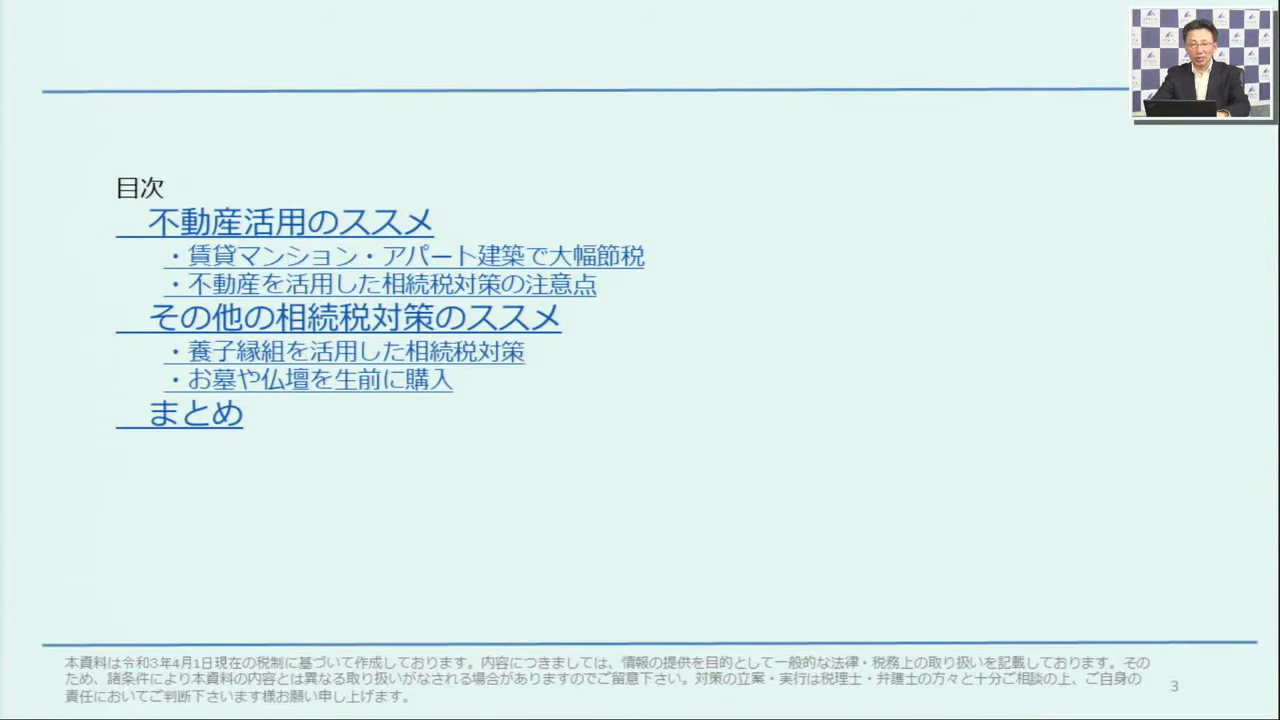 目次
不動産活用のススメ
・賃貸マンション・アパート建築で大幅節税
・不動産を活用した相続税対策の注意点
その他の相続税対策のススメ
・養子縁組を活用した相続税対策
・お墓や仏壇を生前に購入
まとめ
本資料は令和3年4月1日現在の税制に基づいて作成しております。内容につきましては、情報の提供を目的として一般的な法律・税務上の取り扱いを記載しております。その
ため、諸条件により本資料の内容とは異なる取り扱いがなされる場合がありますのでご留意下さい。対策の立案・実行は税理士・弁護士の方々と十分ご相談の上、ご自身の
責任においてご判断下さいます様お願い申し上げます。
3